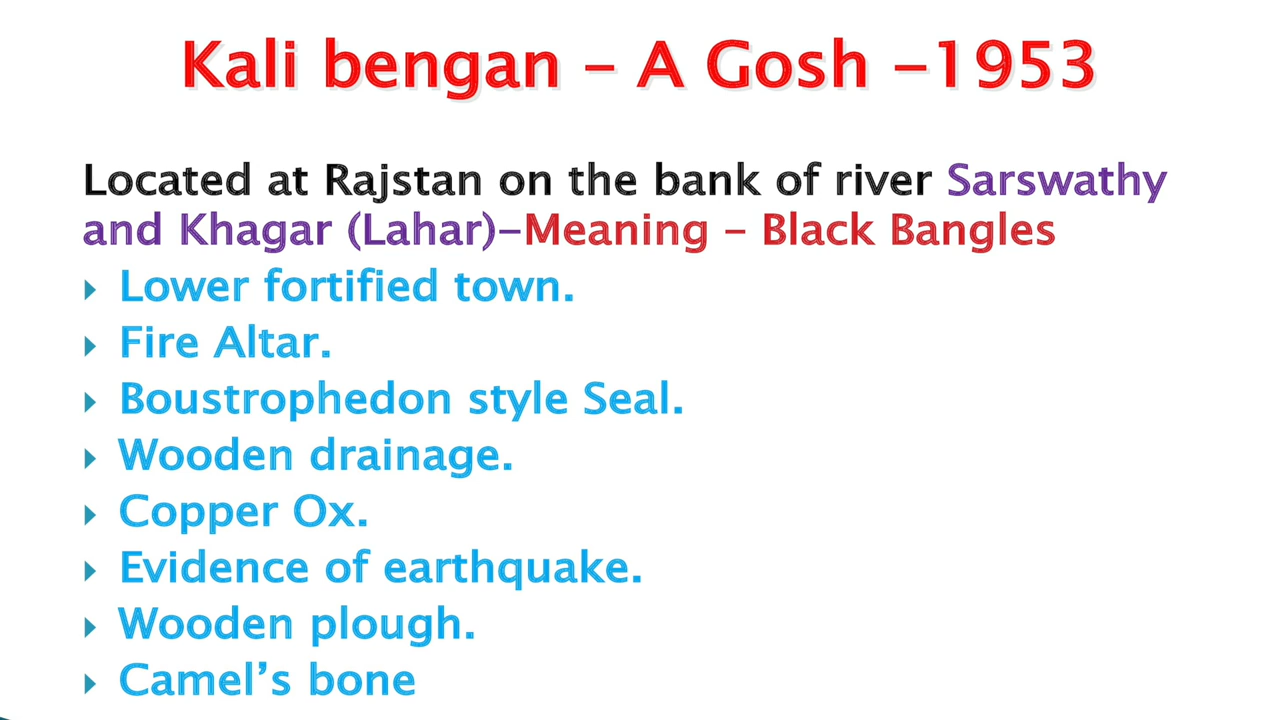 Kali bengan – A Gosh –1953
Located at Rajstan on the bank of river Sarswathy
and Khagar (Lahar)–Meaning – Black Bangles
Lower fortified town.
Fire Altar.
Boustrophedon style Seal.
Wooden drainage.
Copper Ox.
Evidence of earthquake.
Wooden plough.
Camel’s bone